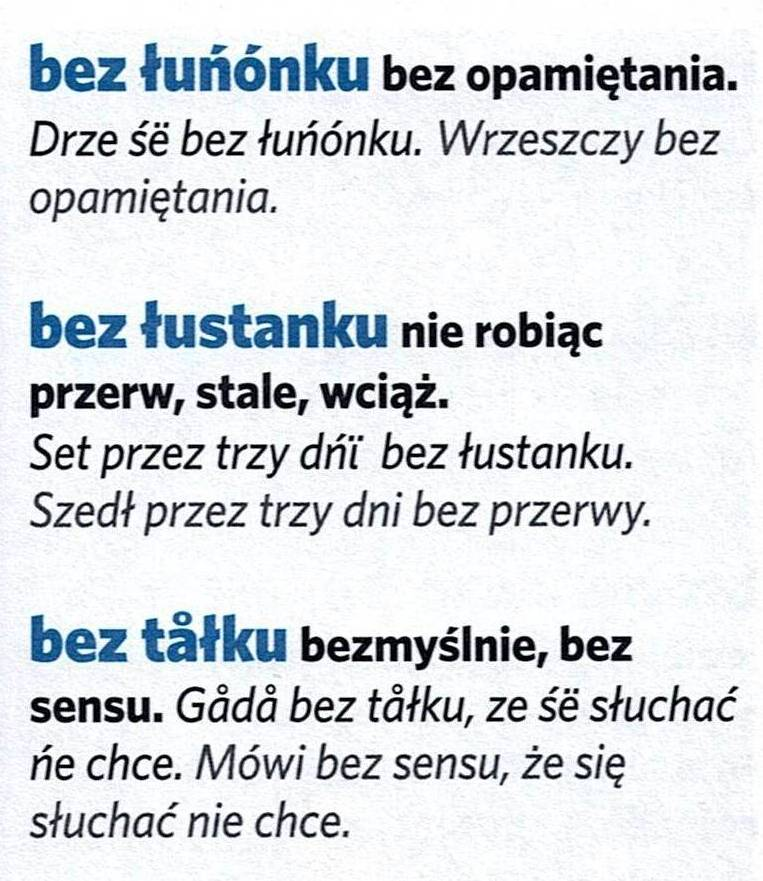 bez łuńónku bez opamiętania.
Drze śë bez łuńónku. Wrzeszczy bez
opamiętania.
bez łustanku nie robiąc
przerw, stale, wciąż.
Set przez trzy dńï bez łustanku.
Szedł przez trzy dni bez przerwy.
bez tåłku bezmyślnie, bez
sensu. Gådå bez tåłku, ze śë słuchać
ńe chce. Mówi bez sensu, że się
słuchać nie chce.